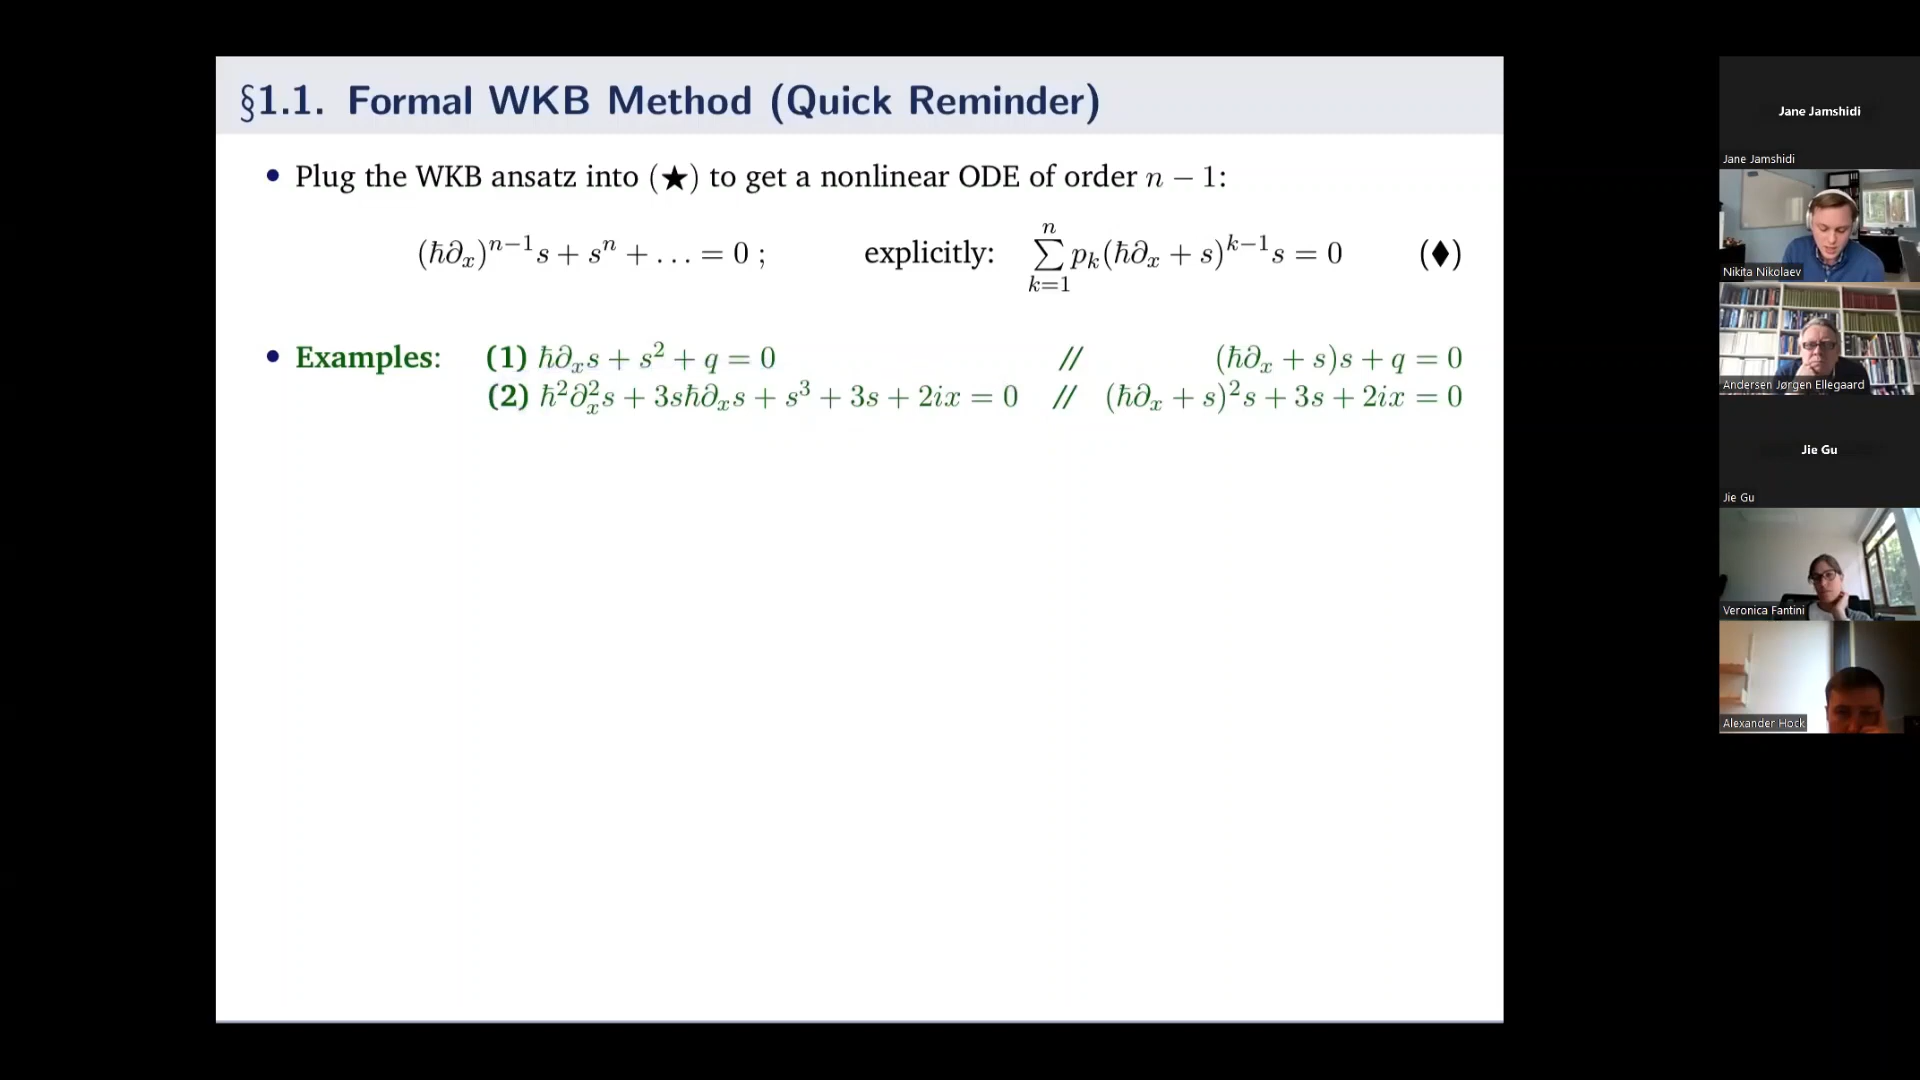 §1.1. Formal WKB Method (Quick Reminder)
• Plug the WKB ansatz into (★) to get a nonlinear ODE of order n − 1:
(ℏ∂ₓ)ⁿ⁻¹s + sⁿ + … = 0 ; explicitly: ∑ₖ₌₁ⁿ pₖ(ℏ∂ₓ + s)ᵏ⁻¹s = 0 (♦)
• Examples: (1) ℏ∂ₓs + s² + q = 0 // (ℏ∂ₓ + s)s + q = 0
(2) ℏ²∂ₓ²s + 3sℏ∂ₓs + s³ + 3s + 2ix = 0 // (ℏ∂ₓ + s)²s + 3s + 2ix = 0
Jane Jamshidi
Jane Jamshidi
Nikita Nikolaev
Andersen Jørgen Ellegaard
Jie Gu
Jie Gu
Veronica Fantini
Alexander Hock